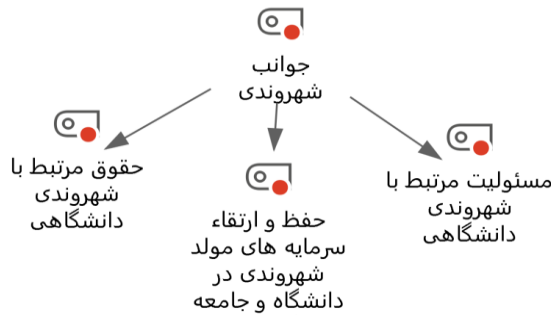 جوانب
شهروندی
حقوق مرتبط با
شهروندی
دانشگاهی
حفظ و ارتقاء
سرمایه های مولد
شهروندی در
دانشگاه و جامعه
مسئولیت مرتبط با
شهروندی
دانشگاهی